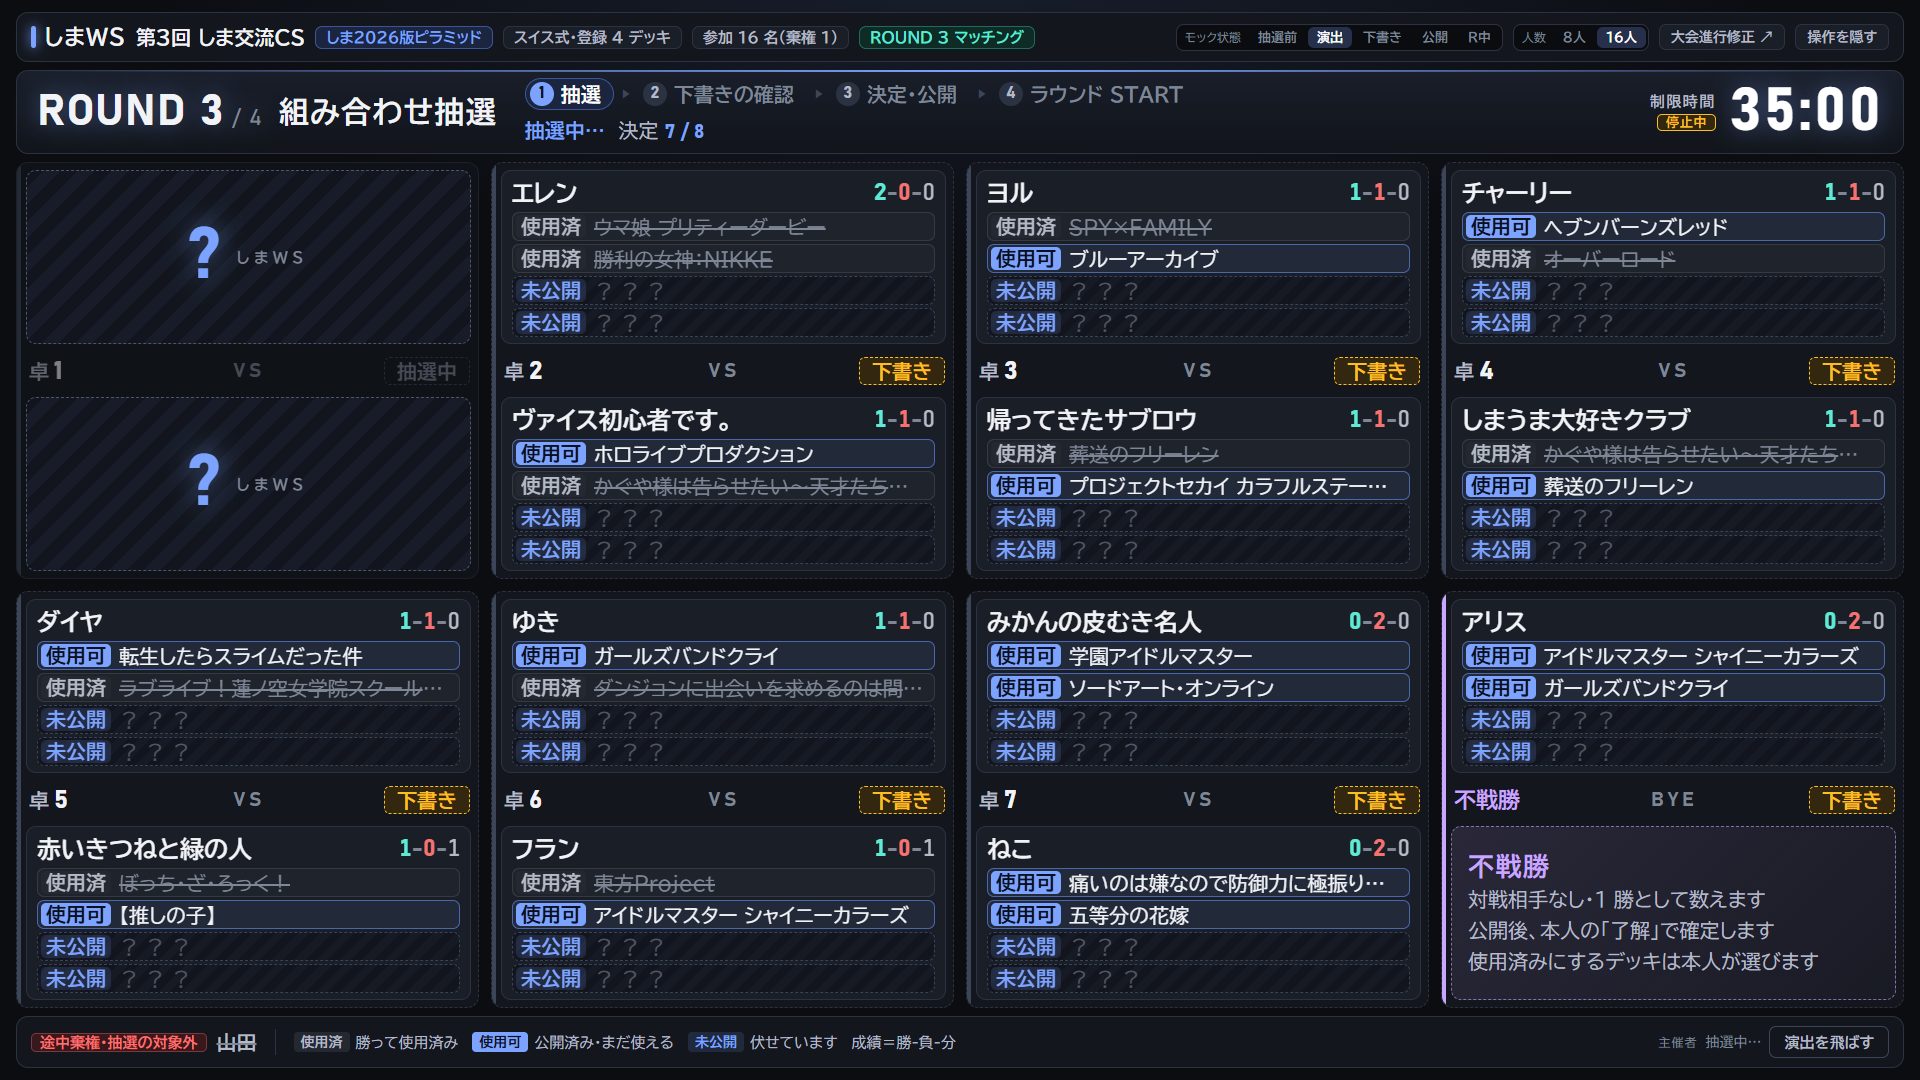 しまWS 第3回 しま交流CS しま2026版ピラミッド スイス式・登録 4 デッキ 参加 16 名(棄権 1) ROUND 3 マッチング モック状態 抽選前 演出 下書き 公開 R中 人数 8人 16人 大会進行修正 ↗ 操作を隠す
ROUND 3 / 4 組み合わせ抽選
1 抽選 ▸ 2 下書きの確認 ▸ 3 決定・公開 ▸ 4 ラウンド START
抽選中… 決定 7 / 8
制限時間 停止中 35:00
? しまWS
卓 1 VS 抽選中
? しまWS
エレン 2-0-0
使用済 ウマ娘 プリティーダービー
使用済 勝利の女神:NIKKE
未公開 ? ? ?
未公開 ? ? ?
卓 2 VS 下書き
ヴァイス初心者です。 1-1-0
使用可 ホロライブプロダクション
使用済 かぐや様は告らせたい~天才たち…
未公開 ? ? ?
未公開 ? ? ?
ヨル 1-1-0
使用済 SPY×FAMILY
使用可 ブルーアーカイブ
未公開 ? ? ?
未公開 ? ? ?
卓 3 VS 下書き
帰ってきたサブロウ 1-1-0
使用済 葬送のフリーレン
使用可 プロジェクトセカイ カラフルステー…
未公開 ? ? ?
未公開 ? ? ?
チャーリー 1-1-0
使用可 ヘブンバーンズレッド
使用済 オーバーロード
未公開 ? ? ?
未公開 ? ? ?
卓 4 VS 下書き
しまうま大好きクラブ 1-1-0
使用済 かぐや様は告らせたい~天才たち…
使用可 葬送のフリーレン
未公開 ? ? ?
未公開 ? ? ?
ダイヤ 1-1-0
使用可 転生したらスライムだった件
使用済 ラブライブ!蓮ノ空女学院スクール…
未公開 ? ? ?
未公開 ? ? ?
卓 5 VS 下書き
赤いきつねと緑の人 1-0-1
使用済 ぼっち・ざ・ろっく!
使用可 【推しの子】
未公開 ? ? ?
未公開 ? ? ?
ゆき 1-1-0
使用可 ガールズバンドクライ
使用済 ダンジョンに出会いを求めるのは間…
未公開 ? ? ?
未公開 ? ? ?
卓 6 VS 下書き
フラン 1-0-1
使用済 東方Project
使用可 アイドルマスター シャイニーカラーズ
未公開 ? ? ?
未公開 ? ? ?
みかんの皮むき名人 0-2-0
使用可 学園アイドルマスター
使用可 ソードアート・オンライン
未公開 ? ? ?
未公開 ? ? ?
卓 7 VS 下書き
ねこ 0-2-0
使用可 痛いのは嫌なので防御力に極振り…
使用可 五等分の花嫁
未公開 ? ? ?
未公開 ? ? ?
アリス 0-2-0
使用可 アイドルマスター シャイニーカラーズ
使用可 ガールズバンドクライ
未公開 ? ? ?
未公開 ? ? ?
不戦勝 BYE 下書き
不戦勝
対戦相手なし・1 勝として数えます
公開後、本人の「了解」で確定します
使用済みにするデッキは本人が選びます
途中棄権・抽選の対象外 山田 使用済 勝って使用済み 使用可 公開済み・まだ使える 未公開 伏せています 成績=勝-負-分 主催者 抽選中… 演出を飛ばす